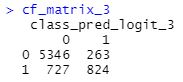 > cf_matrix_3
class_pred_logit_3
0 1
0 5346 263
1 727 824